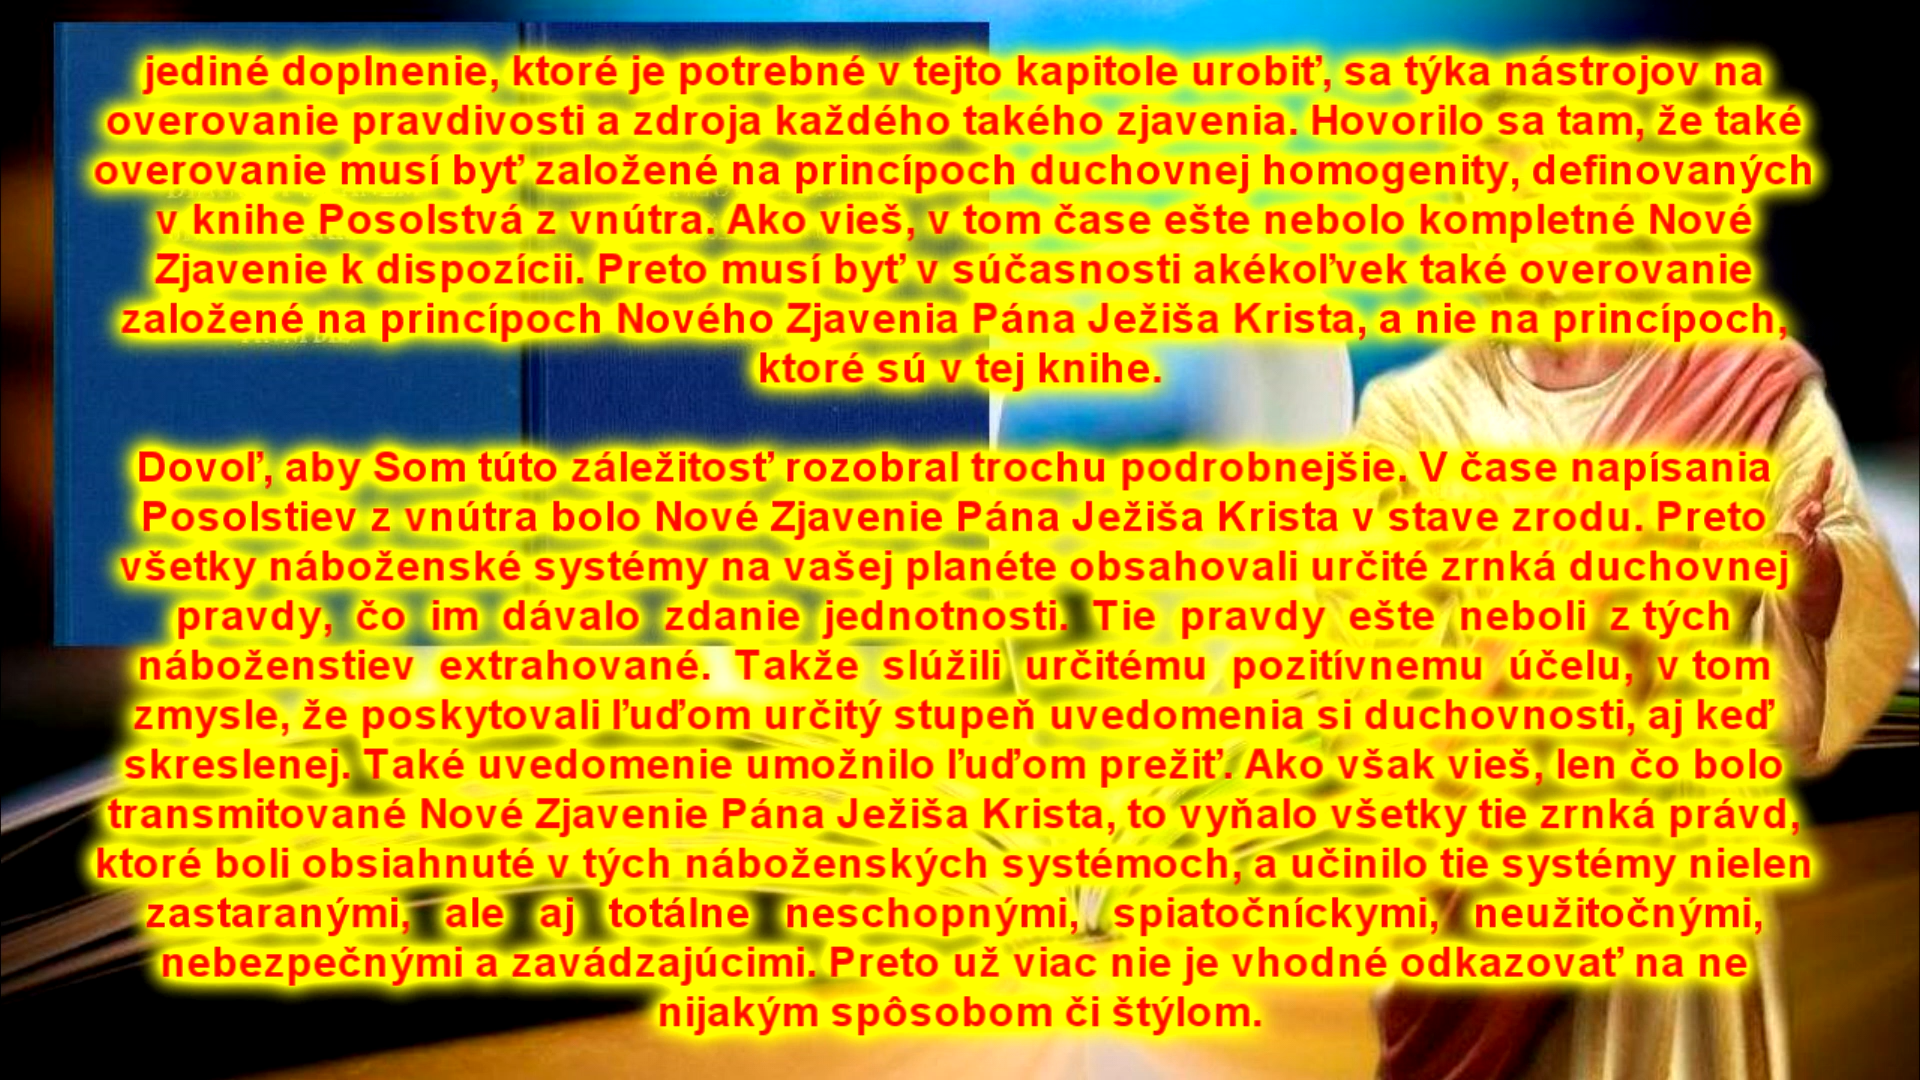 jediné doplnenie, ktoré je potrebné v tejto kapitole urobiť, sa týka nástrojov na
overovanie pravdivosti a zdroja každého takého zjavenia. Hovorilo sa tam, že také
overovanie musí byť založené na princípoch duchovnej homogenity, definovaných
v knihe Posolstvá z vnútra. Ako vieš, v tom čase ešte nebolo kompletné Nové
Zjavenie k dispozícii. Preto musí byť v súčasnosti akékoľvek také overovanie
založené na princípoch Nového Zjavenia Pána Ježiša Krista, a nie na princípoch,
ktoré sú v tej knihe.
Dovoľ, aby Som túto záležitosť rozobral trochu podrobnejšie. V čase napísania
Posolstiev z vnútra bolo Nové Zjavenie Pána Ježiša Krista v stave zrodu. Preto
všetky náboženské systémy na vašej planéte obsahovali určité zrnká duchovnej
pravdy, čo im dávalo zdanie jednotnosti. Tie pravdy ešte neboli z tých
náboženstiev extrahované. Takže slúžili určitému pozitívnemu účelu, v tom
zmysle, že poskytovali ľuďom určitý stupeň uvedomenia si duchovnosti, aj keď
skreslenej. Také uvedomenie umožnilo ľuďom prežiť. Ako však vieš, len čo bolo
transmitované Nové Zjavenie Pána Ježiša Krista, to vyňalo všetky tie zrnká právd,
ktoré boli obsiahnuté v tých náboženských systémoch, a učinilo tie systémy nielen
zastaranými, ale aj totálne neschopnými, spiatočníckymi, neužitočnými,
nebezpečnými a zavádzajúcimi. Preto už viac nie je vhodné odkazovať na ne
nijakým spôsobom či štýlom.